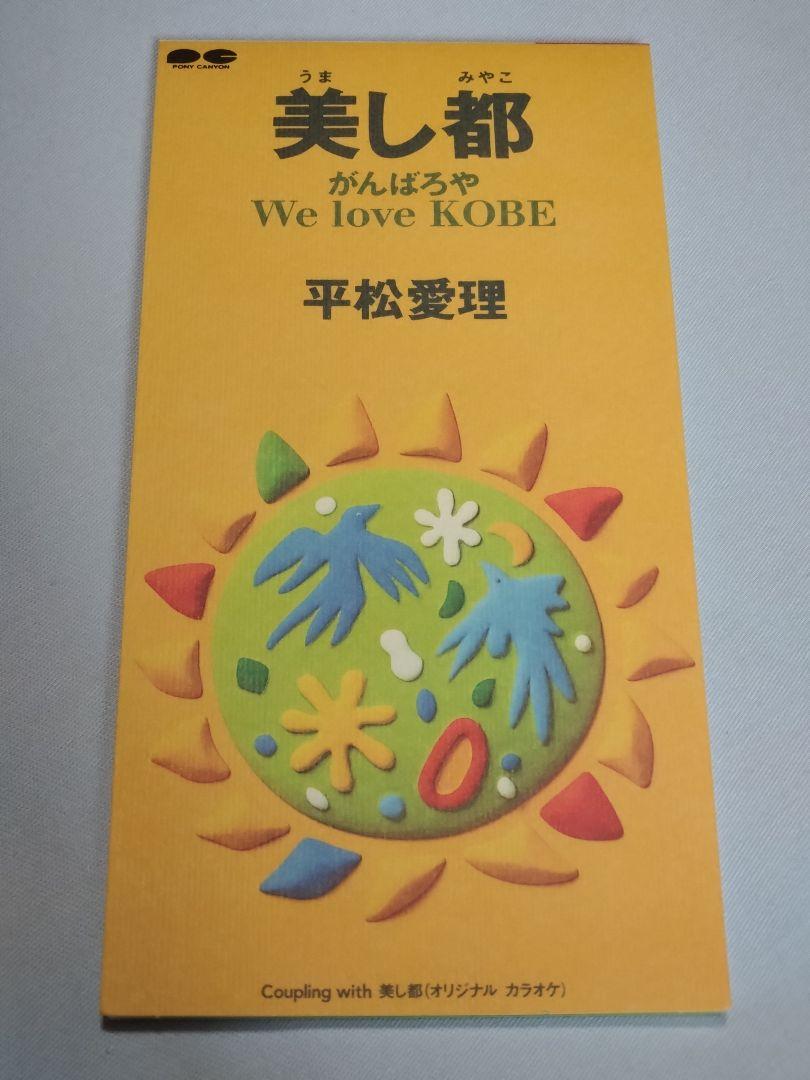 PONY CANYON
うま みやこ
美し都
がんばろや
We love KOBE
平松愛理
Coupling with 美し都(オリジナル カラオケ)